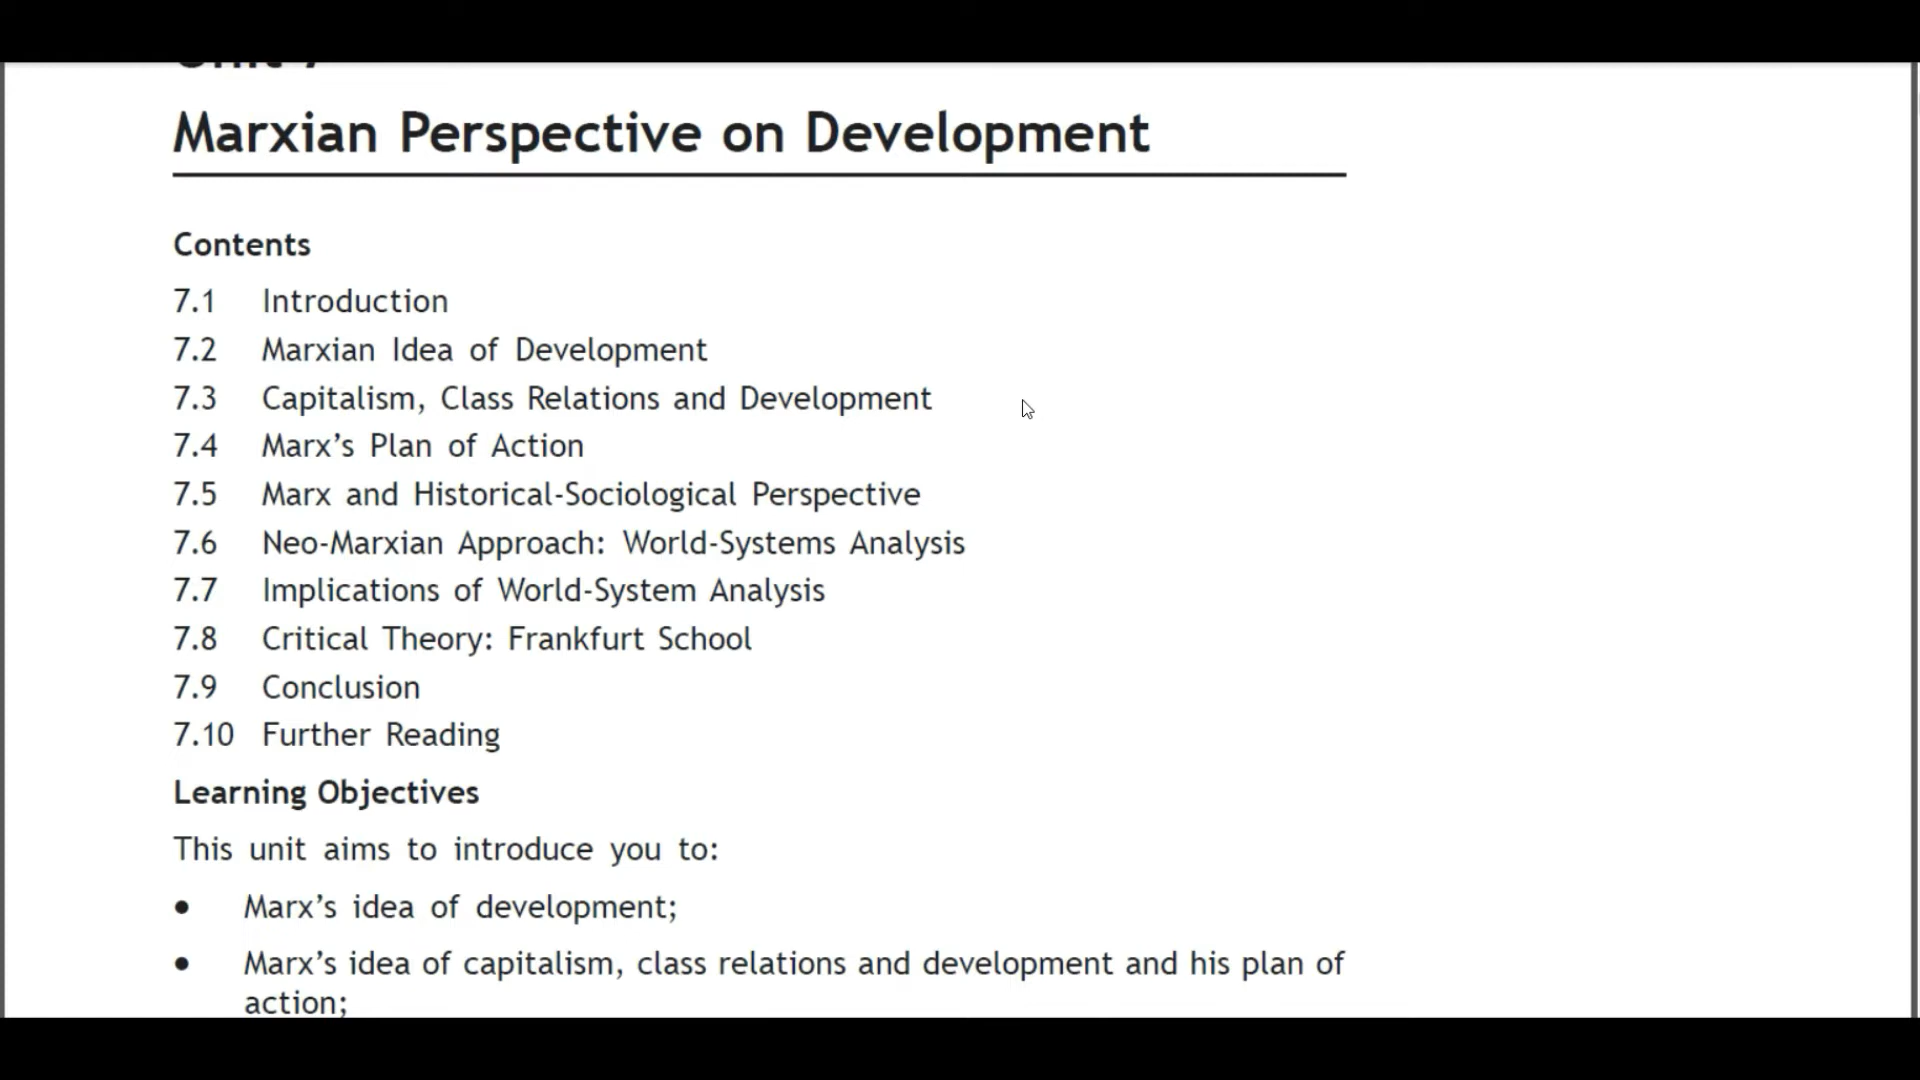 Unit 7
Marxian Perspective on Development
Contents
7.1 Introduction
7.2 Marxian Idea of Development
7.3 Capitalism, Class Relations and Development
7.4 Marx’s Plan of Action
7.5 Marx and Historical-Sociological Perspective
7.6 Neo-Marxian Approach: World-Systems Analysis
7.7 Implications of World-System Analysis
7.8 Critical Theory: Frankfurt School
7.9 Conclusion
7.10 Further Reading
Learning Objectives
This unit aims to introduce you to:
• Marx’s idea of development;
• Marx’s idea of capitalism, class relations and development and his plan of
action;